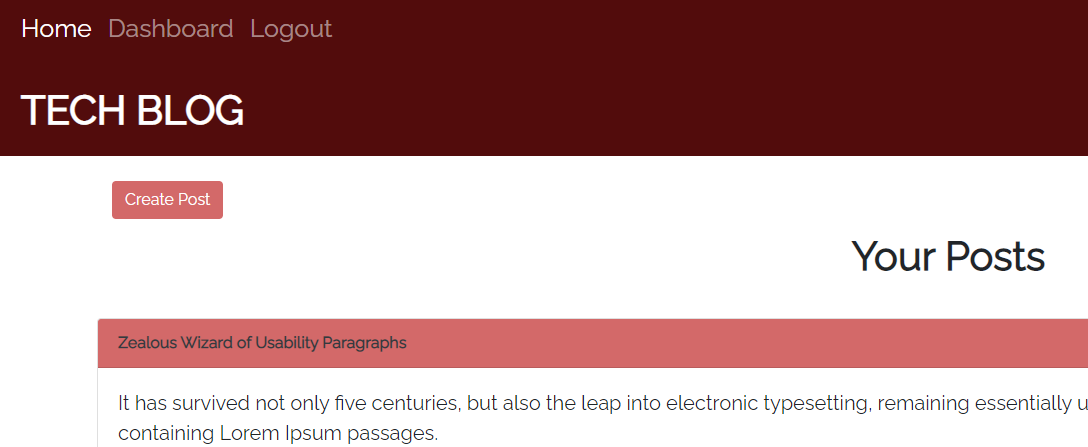 Home Dashboard Logout
TECH BLOG
Create Post
Your Posts
Zealous Wizard of Usability Paragraphs
It has survived not only five centuries, but also the leap into electronic typesetting, remaining essentially u
containing Lorem Ipsum passages.